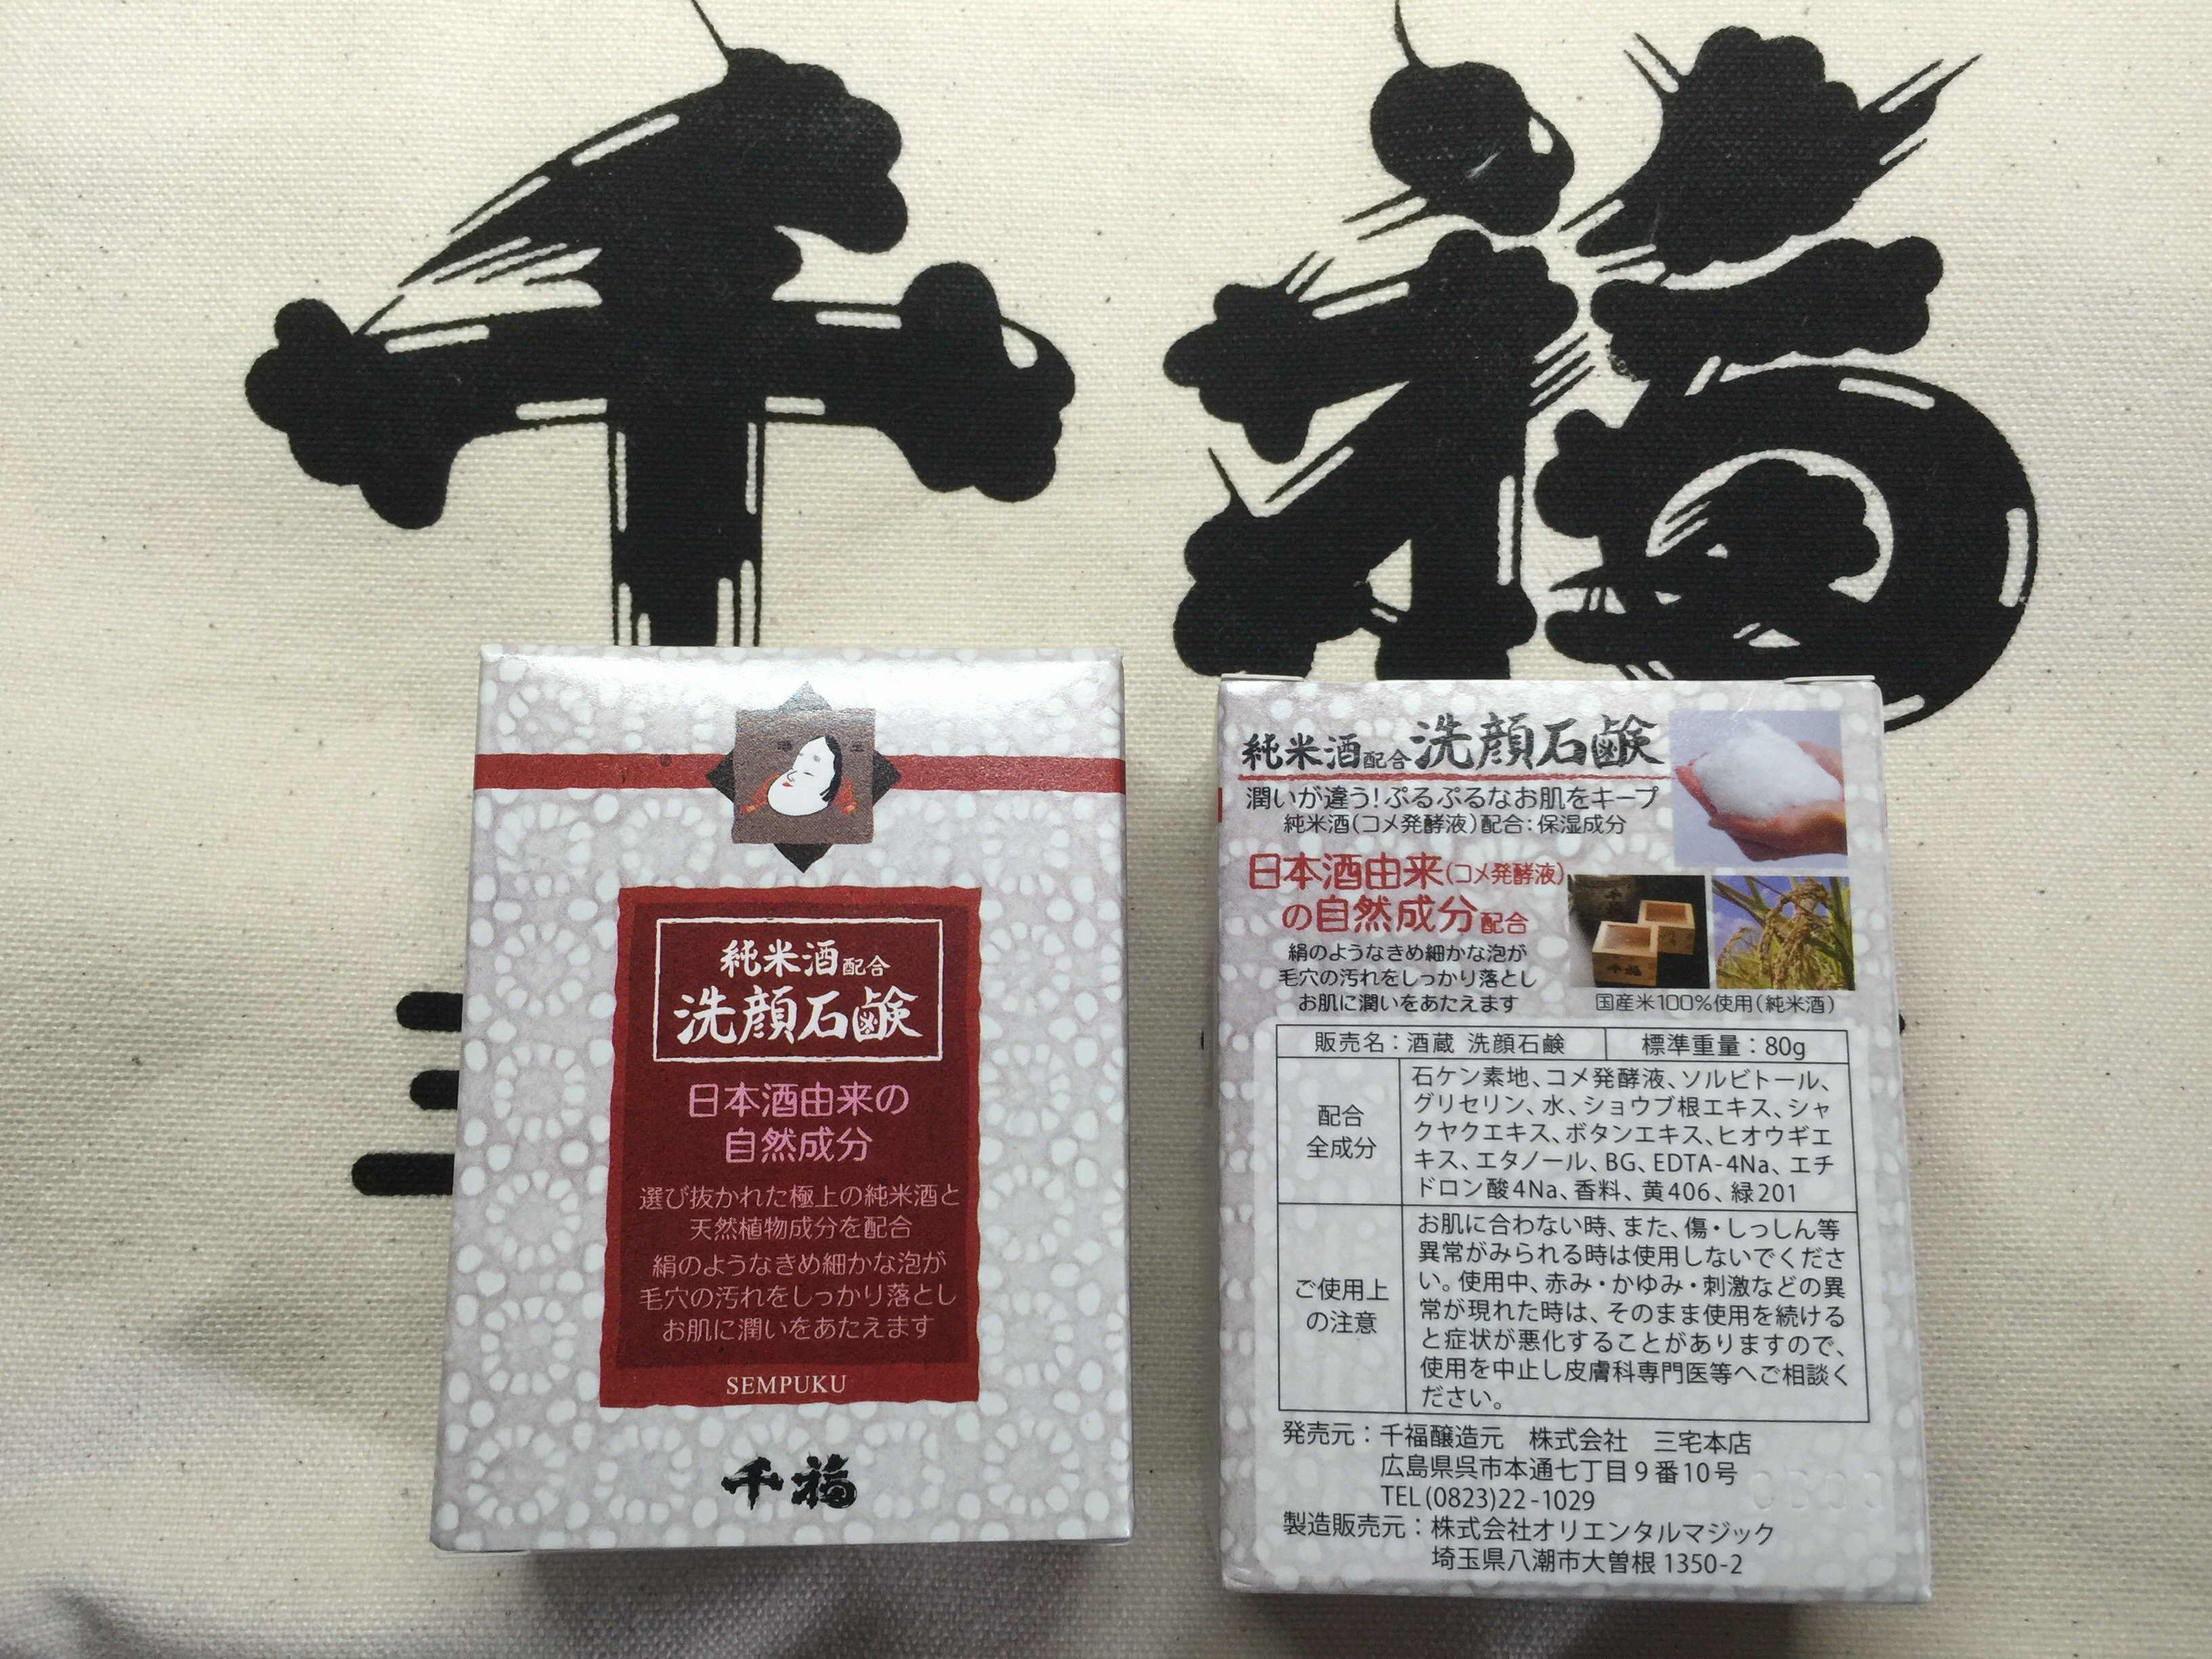 千福
純米酒配合
洗顔石鹸
日本酒由来の
自然成分
選び抜かれた極上の純米酒と
天然植物成分を配合
絹のようなきめ細かな泡が
毛穴の汚れをしっかり落とし
お肌に潤いをあたえます
SEMPUKU
千福
純米酒配合洗顔石鹸
潤いが違う!ぷるぷるなお肌をキープ
純米酒(コメ発酵液)配合:保湿成分
日本酒由来(コメ発酵液)
の自然成分配合
絹のようなきめ細かな泡が
毛穴の汚れをしっかり落とし
お肌に潤いをあたえます
千福
国産米100%使用(純米酒)
販売名:酒蔵 洗顔石鹸 標準重量:80g
配合
全成分
石ケン素地、コメ発酵液、ソルビトール、
グリセリン、水、ショウブ根エキス、シャ
クヤクエキス、ボタンエキス、ヒオウギエ
キス、エタノール、BG、EDTA-4Na、エチ
ドロン酸4Na、香料、黄406、緑201
ご使用上
の注意
お肌に合わない時、また、傷・しっしん等
異常がみられる時は使用しないでくださ
い。使用中、赤み・かゆみ・刺激などの異
常が現れた時は、そのまま使用を続ける
と症状が悪化することがありますので、
使用を中止し皮膚科専門医等へご相談く
ださい。
発売元:千福醸造元 株式会社 三宅本店
広島県呉市本通七丁目9番10号
TEL(0823)22-1029
製造販売元:株式会社オリエンタルマジック
埼玉県八潮市大曽根1350-2